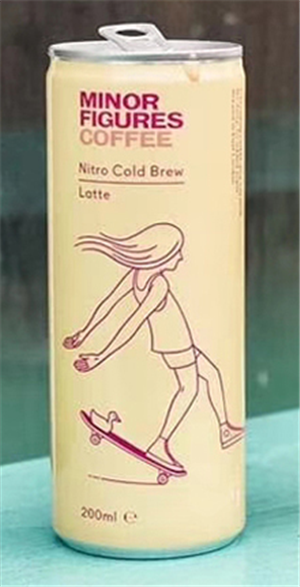 MINOR
FIGURES
COFFEE
Nitro Cold Brew
Latte
200ml ℮